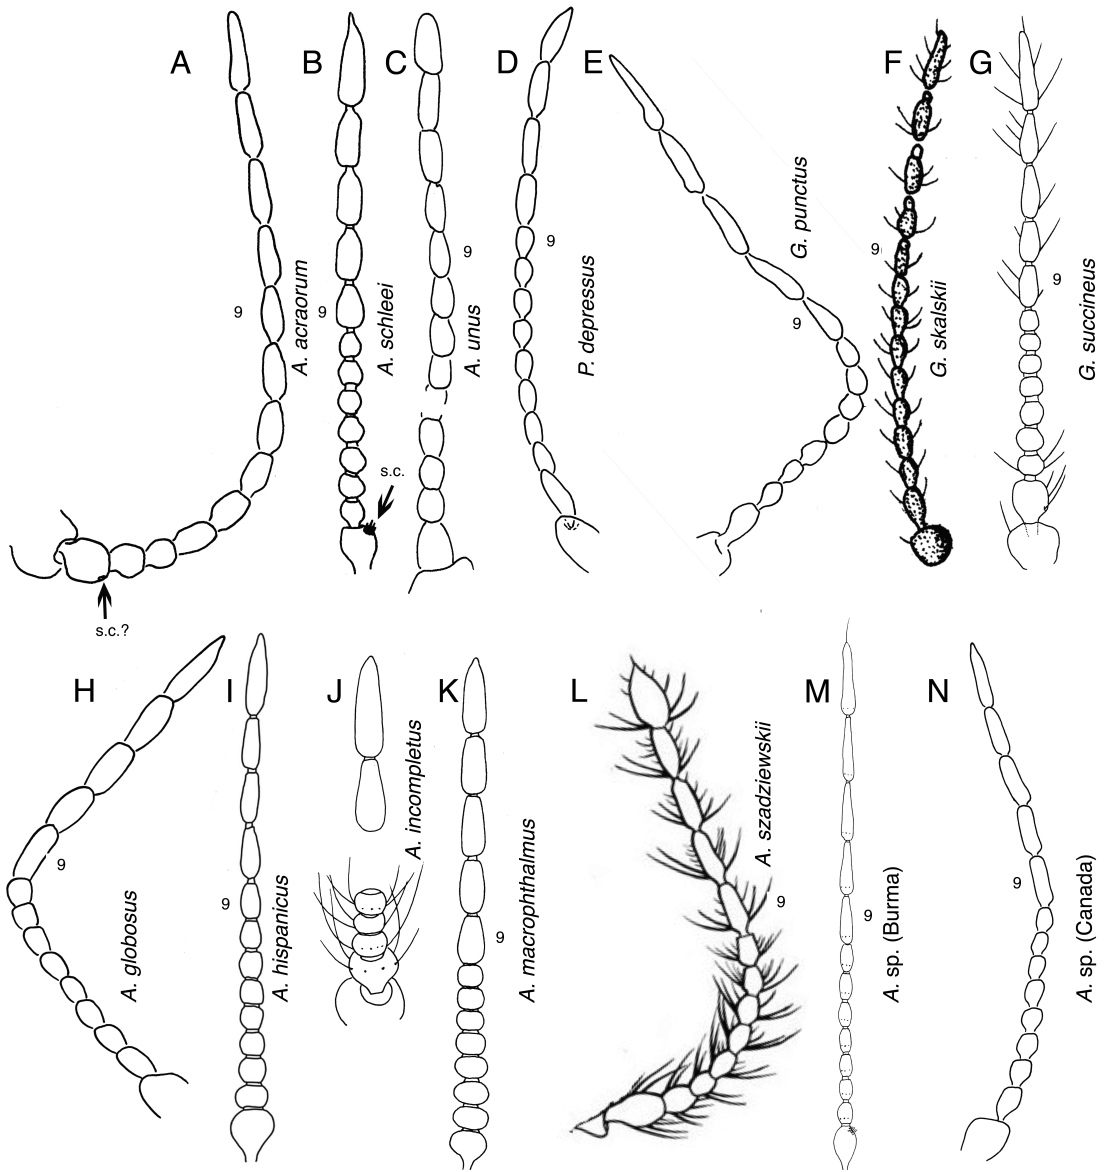 A
B
C
D
E
F
G
G. punctus
9
9
9
9
9
9
9
A. acraorum
A. schleei
A. unus
P. depressus
G. skalskii
G. succineus
s.c.
s.c.?
H
I
J
K
L
M
N
A. incompletus
A. szadziewskii
A. macrophthalmus
9
9
9
9
9
9
A. globosus
A. hispanicus
A. sp. (Burma)
A. sp. (Canada)